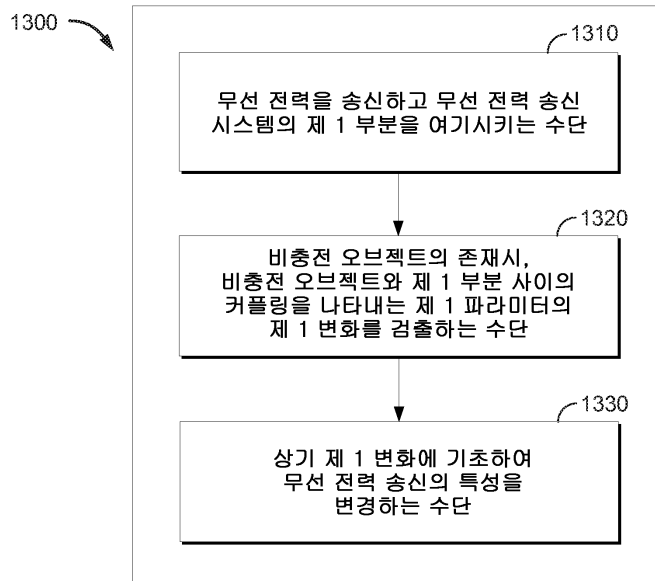 1300
1310
무선 전력을 송신하고 무선 전력 송신
시스템의 제 1 부분을 여기시키는 수단
1320
비충전 오브젝트의 존재시,
비충전 오브젝트와 제 1 부분 사이의
커플링을 나타내는 제 1 파라미터의
제 1 변화를 검출하는 수단
1330
상기 제 1 변화에 기초하여
무선 전력 송신의 특성을
변경하는 수단